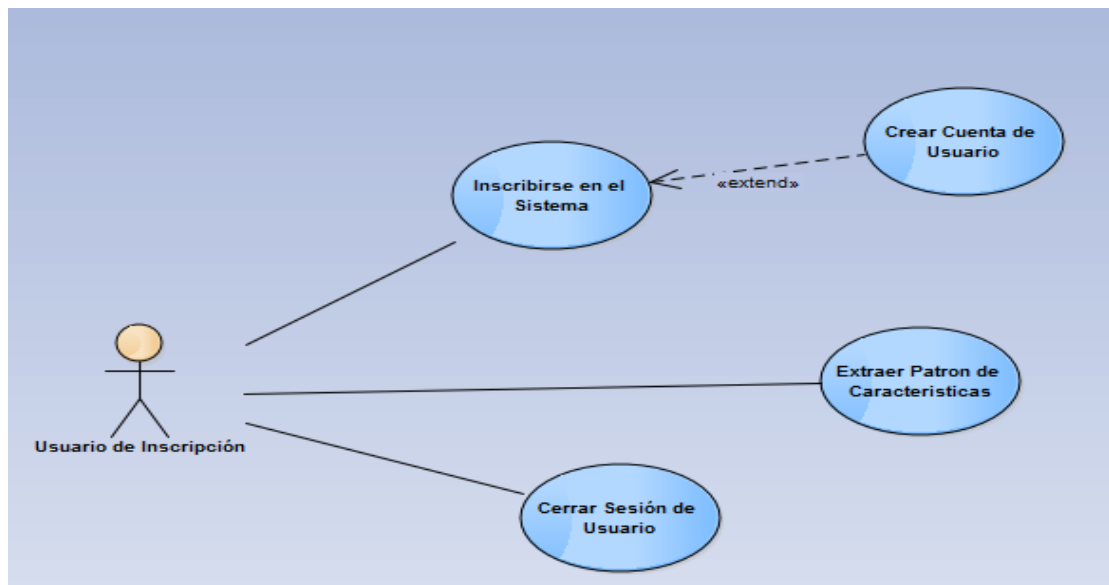 Crear Cuenta de
Usuario
Inscribirse en el
Sistema
«extend»
Extraer Patron de
Caracteristicas
Usuario de Inscripción
Cerrar Sesión de
Usuario